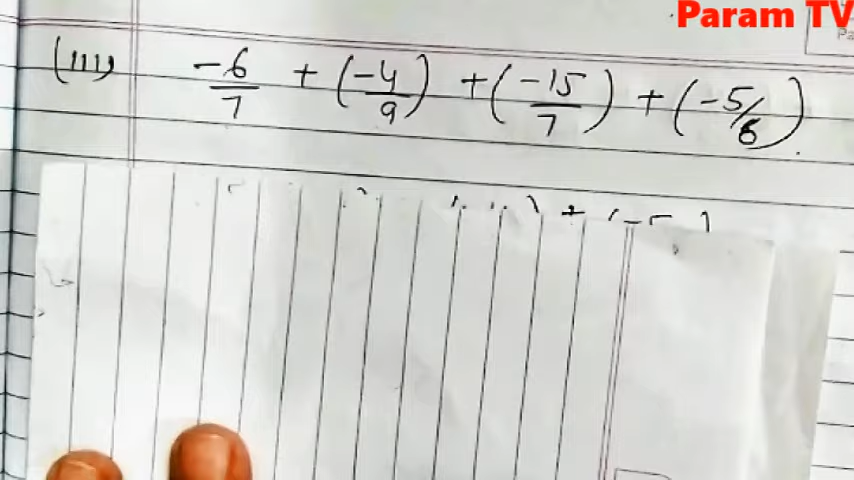 Param TV
(iii) -6/7 + (-4/9) + (-15/7) + (-5/6)